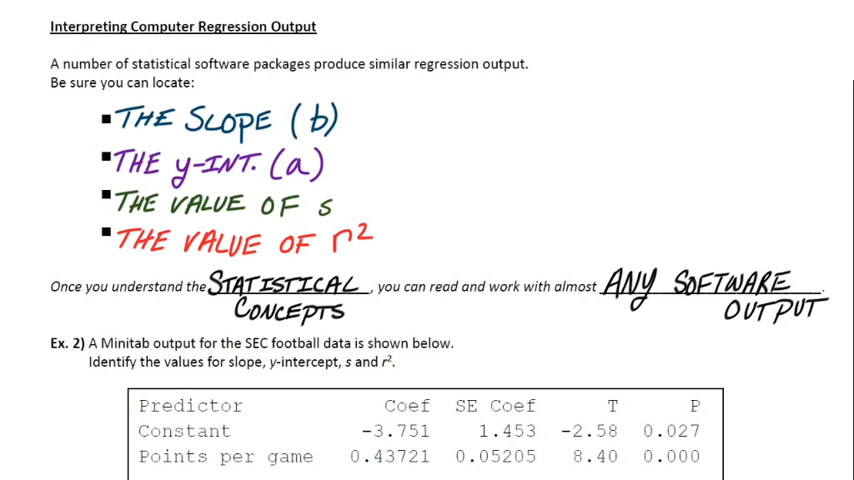 Interpreting Computer Regression Output
A number of statistical software packages produce similar regression output.
Be sure you can locate:
▪THE SLOPE (b)
▪THE y-INT. (a)
▪THE VALUE OF s
▪THE VALUE OF r²
Once you understand the STATISTICAL CONCEPTS, you can read and work with almost ANY SOFTWARE OUTPUT.
Ex. 2) A Minitab output for the SEC football data is shown below.
Identify the values for slope, y-intercept, s and r².
Predictor Coef SE Coef T P
Constant -3.751 1.453 -2.58 0.027
Points per game 0.43721 0.05205 8.40 0.000